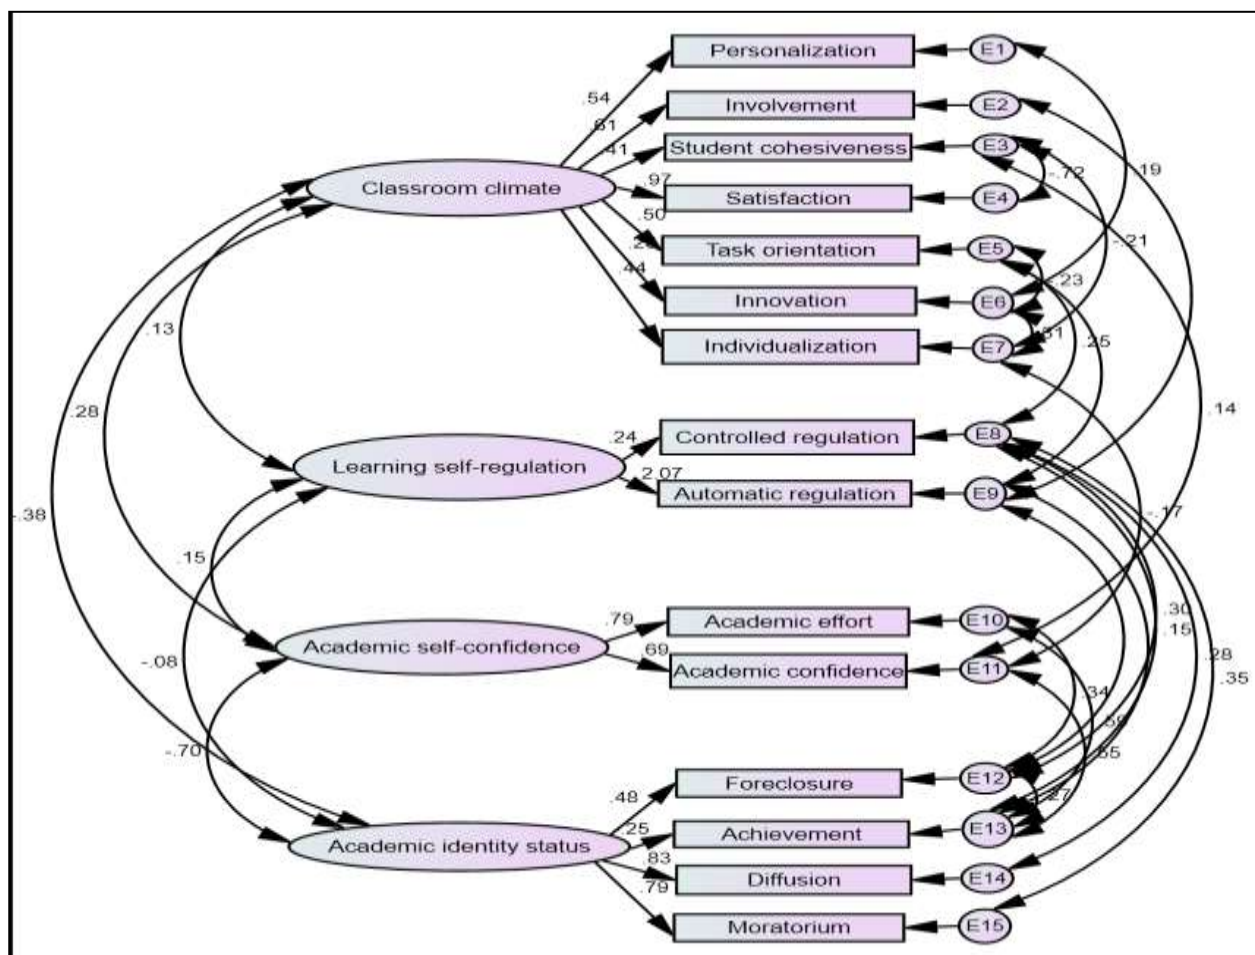 Personalization
E1
.54
Involvement
E2
.61
Student cohesiveness
E3
.41
-.72
.19
Classroom climate
.97
Satisfaction
E4
.50
Task orientation
E5
-.21
.44
-.23
Innovation
E6
.13
.31
Individualization
E7
.25
.28
.14
.24
Controlled regulation
E8
Learning self-regulation
2.07
Automatic regulation
E9
-.38
-.17
.15
.79
Academic effort
E10
.30
.15
Academic self-confidence
.69
Academic confidence
E11
-.08
.28
.35
.34
-.70
Foreclosure
E12
.48
.27
.25
Achievement
E13
Academic identity status
.83
Diffusion
E14
.79
Moratorium
E15